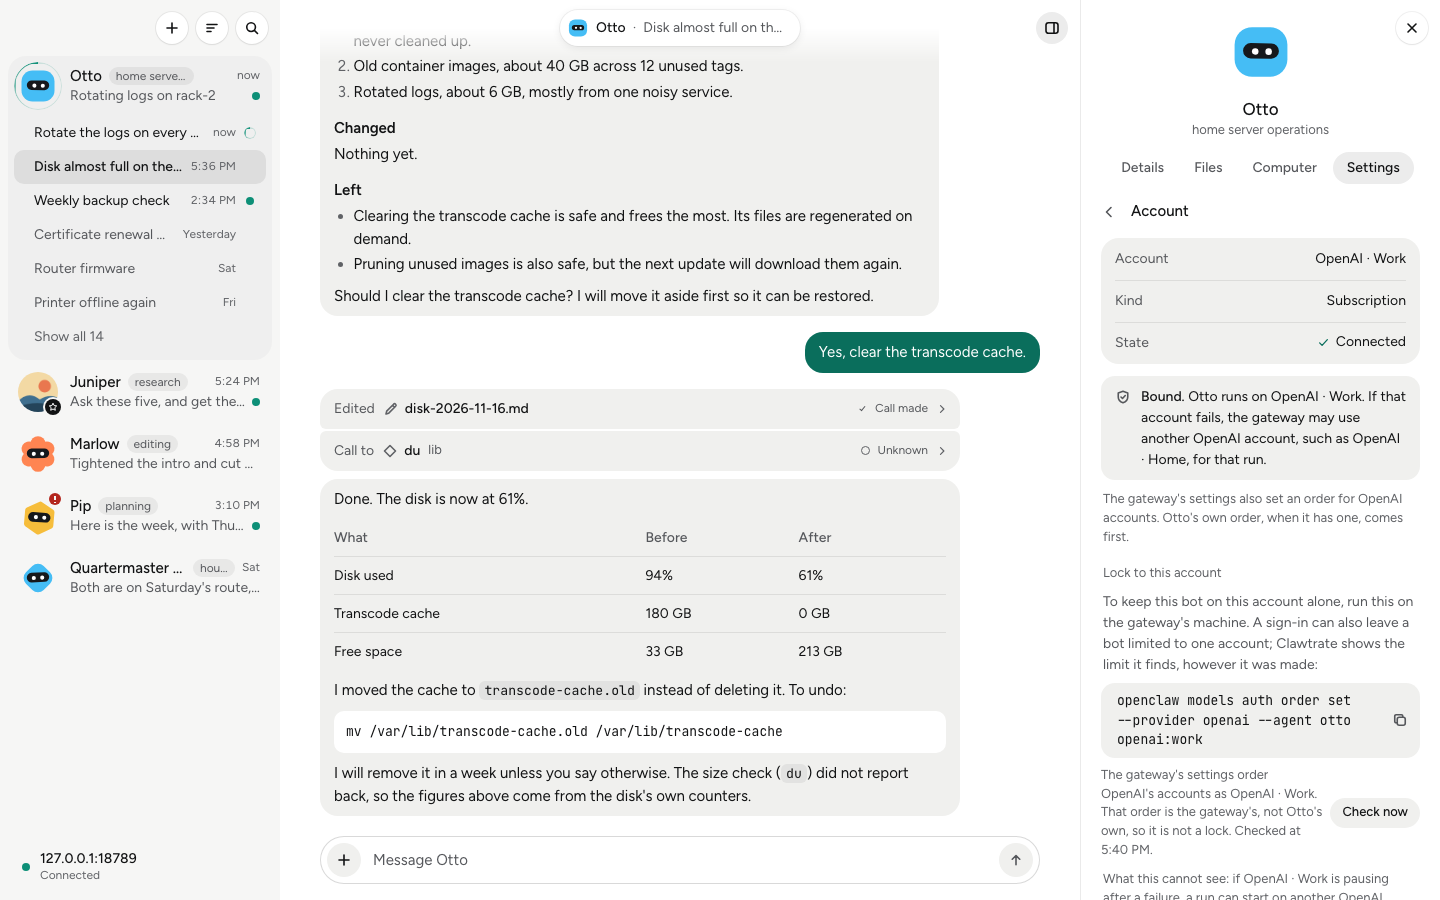 Otto
home serve...
now
Rotating logs on rack-2
Rotate the logs on every ...
now
Disk almost full on the...
5:36 PM
Weekly backup check
2:34 PM
Certificate renewal ...
Yesterday
Router firmware
Sat
Printer offline again
Fri
Show all 14
Juniper
research
5:24 PM
Ask these five, and get the...
Marlow
editing
4:58 PM
Tightened the intro and cut ...
Pip
planning
3:10 PM
Here is the week, with Thu...
Quartermaster ...
hou...
Sat
Both are on Saturday's route,...
127.0.0.1:18789
Connected
Otto · Disk almost full on th...
never cleaned up.
2. Old container images, about 40 GB across 12 unused tags.
3. Rotated logs, about 6 GB, mostly from one noisy service.
Changed
Nothing yet.
Left
• Clearing the transcode cache is safe and frees the most. Its files are regenerated on
demand.
• Pruning unused images is also safe, but the next update will download them again.
Should I clear the transcode cache? I will move it aside first so it can be restored.
Yes, clear the transcode cache.
Edited disk-2026-11-16.md
Call made
Call to du lib
Unknown
Done. The disk is now at 61%.
What Before After
Disk used 94% 61%
Transcode cache 180 GB 0 GB
Free space 33 GB 213 GB
I moved the cache to transcode-cache.old instead of deleting it. To undo:
mv /var/lib/transcode-cache.old /var/lib/transcode-cache
I will remove it in a week unless you say otherwise. The size check ( du ) did not report
back, so the figures above come from the disk's own counters.
Message Otto
Otto
home server operations
Details Files Computer Settings
Account
Account OpenAI · Work
Kind Subscription
State Connected
Bound. Otto runs on OpenAI · Work. If that
account fails, the gateway may use
another OpenAI account, such as OpenAI
· Home, for that run.
The gateway's settings also set an order for OpenAI
accounts. Otto's own order, when it has one, comes
first.
Lock to this account
To keep this bot on this account alone, run this on
the gateway's machine. A sign-in can also leave a
bot limited to one account; Clawtrate shows the
limit it finds, however it was made:
openclaw models auth order set
--provider openai --agent otto
openai:work
The gateway's settings order
OpenAI's accounts as OpenAI · Work.
That order is the gateway's, not Otto's
own, so it is not a lock. Checked at
5:40 PM.
Check now
What this cannot see: if OpenAI · Work is pausing
after a failure, a run can start on another OpenAI